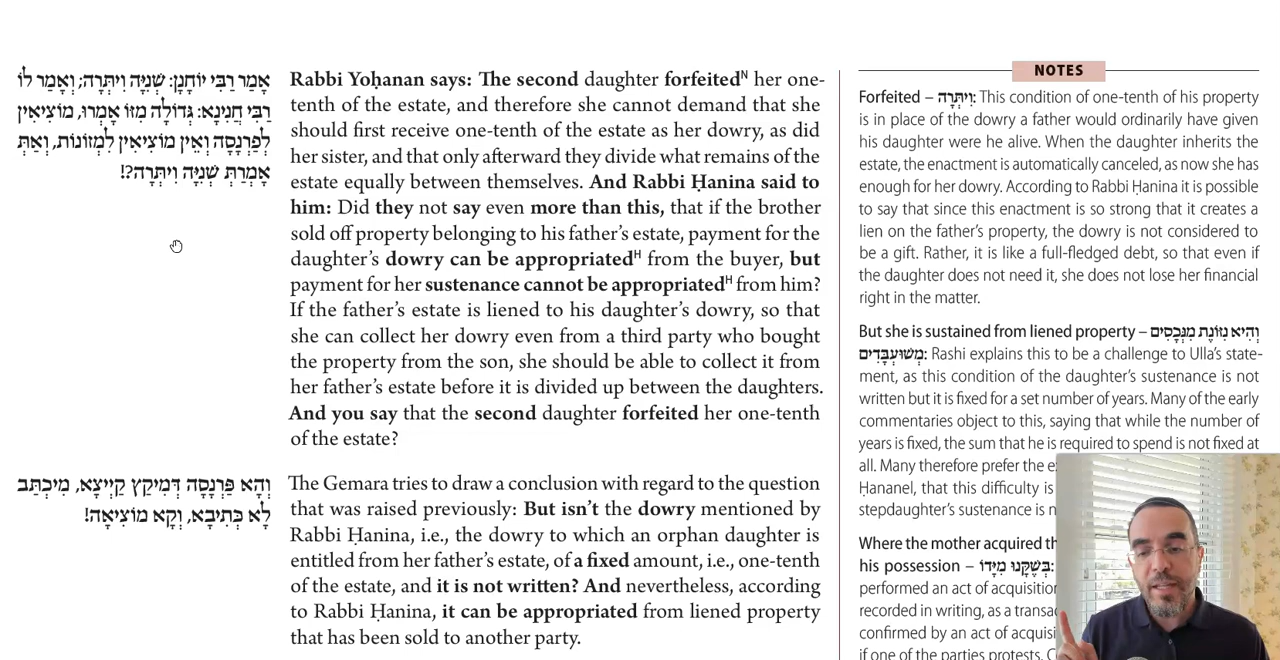 אָמַר רַבִּי יוֹחָנָן: שְׁנִיָּה וִיתְּרָה; וְאָמַר לוֹ
רַבִּי חֲנִינָא: גְּדוֹלָה מִזּוֹ אָמְרוּ, מוֹצִיאִין
לְפַרְנָסָה וְאֵין מוֹצִיאִין לִמְזוֹנוֹת, וְאַתְּ
אָמְרַתְּ שְׁנִיָּה וִיתְּרָה?!
Rabbi Yoḥanan says: The second daughter forfeitedᴺ her one-
tenth of the estate, and therefore she cannot demand that she
should first receive one-tenth of the estate as her dowry, as did
her sister, and that only afterward they divide what remains of the
estate equally between themselves. And Rabbi Ḥanina said to
him: Did they not say even more than this, that if the brother
sold off property belonging to his father's estate, payment for the
daughter's dowry can be appropriatedᴴ from the buyer, but
payment for her sustenance cannot be appropriatedᴴ from him?
If the father's estate is liened to his daughter's dowry, so that
she can collect her dowry even from a third party who bought
the property from the son, she should be able to collect it from
her father's estate before it is divided up between the daughters.
And you say that the second daughter forfeited her one-tenth
of the estate?
וְהָא פַּרְנָסָה דְּמִיקַץ קַיְיצָא, מִיכְתַּב
לָא כְּתִיבָא, וְקָא מוֹצִיאָה!
The Gemara tries to draw a conclusion with regard to the question
that was raised previously: But isn't the dowry mentioned by
Rabbi Ḥanina, i.e., the dowry to which an orphan daughter is
entitled from her father's estate, of a fixed amount, i.e., one-tenth
of the estate, and it is not written? And nevertheless, according
to Rabbi Ḥanina, it can be appropriated from liened property
that has been sold to another party.
NOTES
Forfeited – וִיתְּרָה: This condition of one-tenth of his property
is in place of the dowry a father would ordinarily have given
his daughter were he alive. When the daughter inherits the
estate, the enactment is automatically canceled, as now she has
enough for her dowry. According to Rabbi Ḥanina it is possible
to say that since this enactment is so strong that it creates a
lien on the father's property, the dowry is not considered to
be a gift. Rather, it is like a full-fledged debt, so that even if
the daughter does not need it, she does not lose her financial
right in the matter.
But she is sustained from liened property – וְהִיא נִזּוֹנֶת מִנְּכָסִים
מְשׁוּעְבָּדִים: Rashi explains this to be a challenge to Ulla's state-
ment, as this condition of the daughter's sustenance is not
written but it is fixed for a set number of years. Many of the early
commentaries object to this, saying that while the number of
years is fixed, the sum that he is required to spend is not fixed at
all. Many therefore prefer the
Ḥananel, that this difficulty is
stepdaughter's sustenance is
Where the mother acquired
his possession – בְּשֶׁקָּנוּ מִיָּדוֹ:
performed an act of acquisition
recorded in writing, as a
confirmed by an act of
if one of the parties protests.